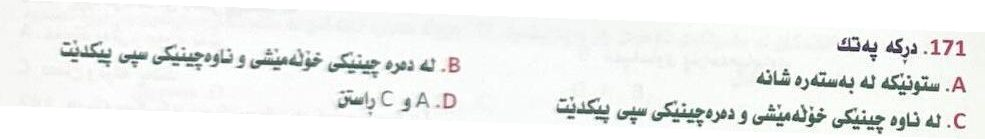 171. درکە پەتک
A. ستونێکە لە بەستەرە شانە
B. لە دەرە چینێکی خۆڵەمێشی و ناوەچینێکی سپی پێکدێت
C. لە ناوە چینێکی خۆڵەمێشی و دەرەچینێکی سپی پێکدێت
D. A و C ڕاستن